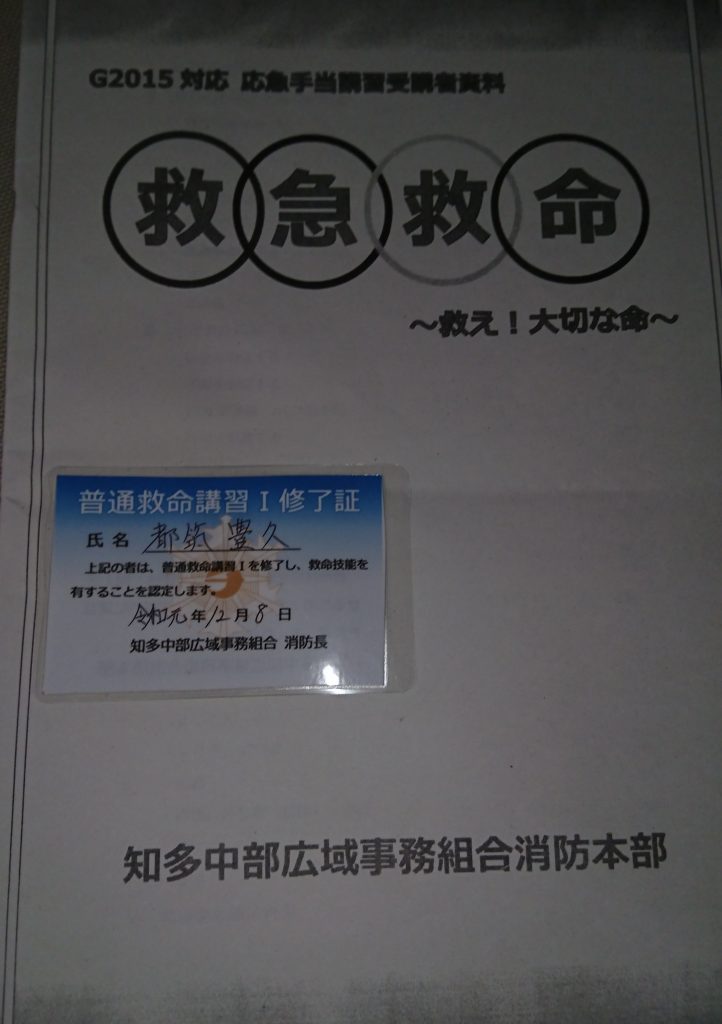 G2015 対応 応急手当講習受講者資料
救急救命
～救え！大切な命～
普通救命講習Ⅰ修了証
氏名 都築 豊久
上記の者は、普通救命講習Ⅰを修了し、救命技能を
有することを認定します。
令和元年12月8日
知多中部広域事務組合 消防長
知多中部広域事務組合消防本部